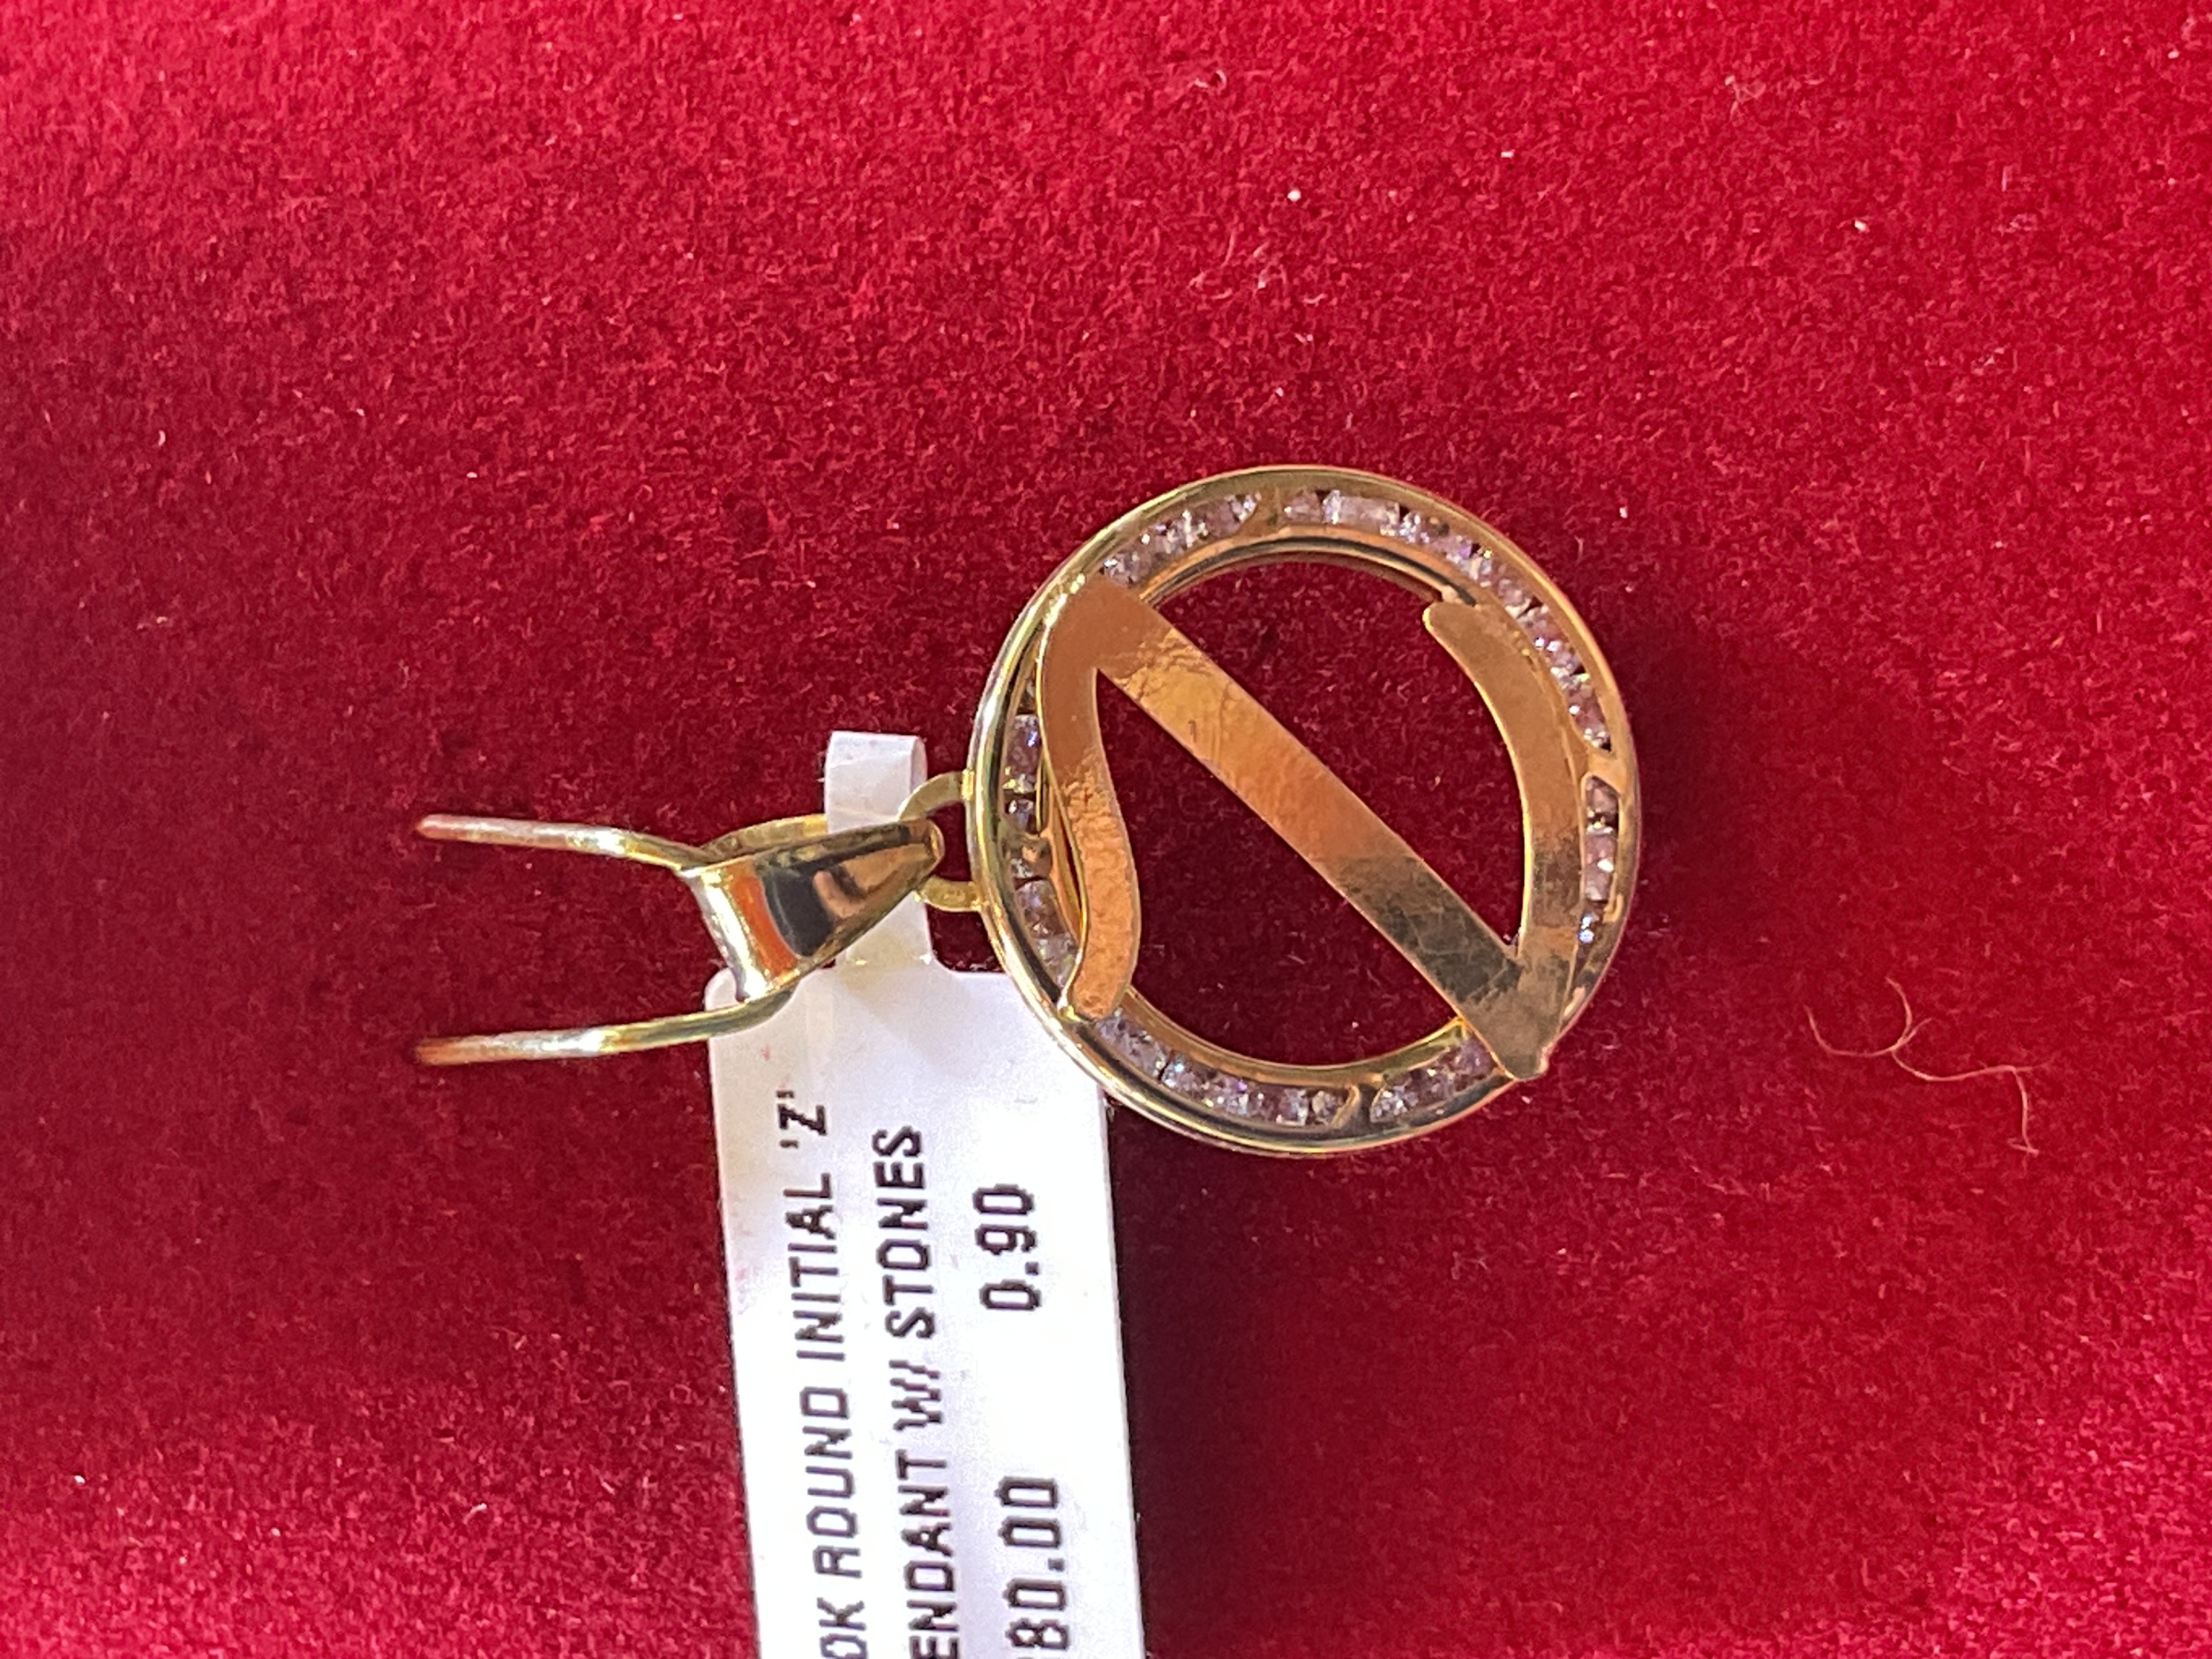 0K ROUND INITIAL 'Z'
ENDANT W/ STONES
80.00 0.90